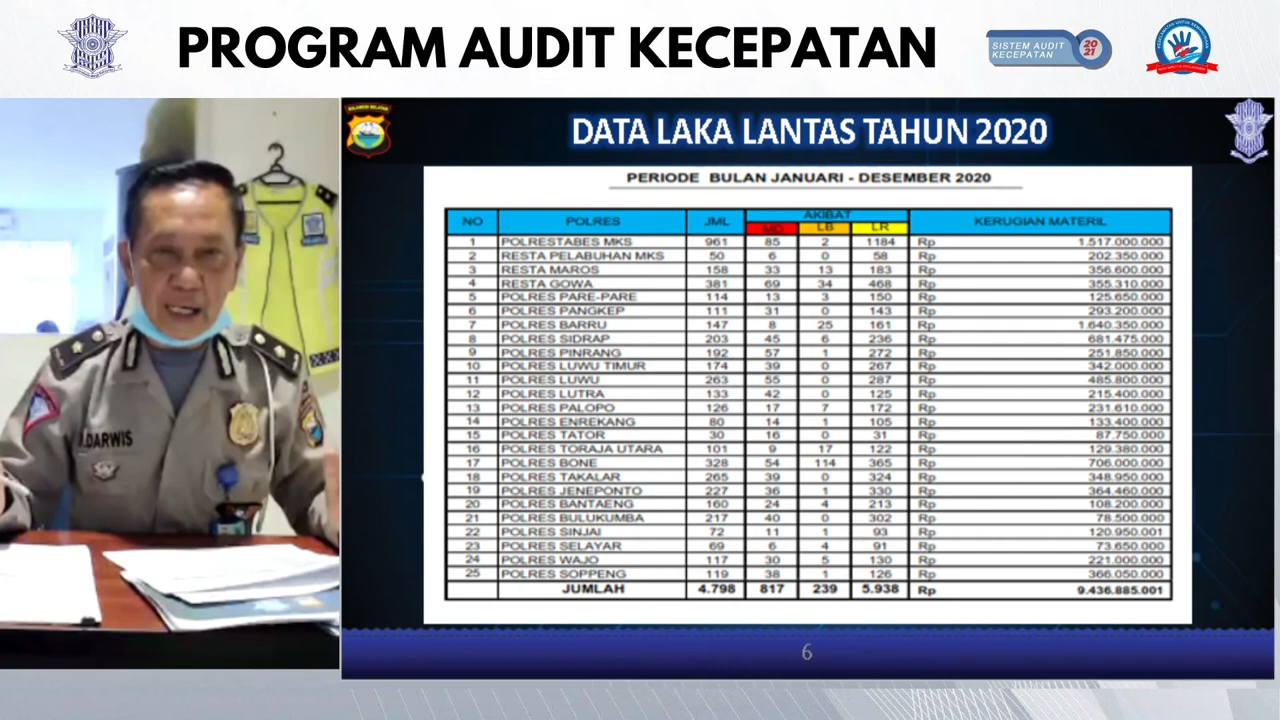 PROGRAM AUDIT KECEPATAN
SISTEM AUDIT
KECEPATAN
20
21
DARWIS
DATA LAKA LANTAS TAHUN 2020
PERIODE BULAN JANUARI - DESEMBER 2020
NO POLRES JML AKIBAT KERUGIAN MATERIL
MD LB LR
1 POLRESTABES MKS 961 85 2 1184 Rp 1.517.000.000
2 RESTA PELABUHAN MKS 50 6 0 58 Rp 202.350.000
3 RESTA MAROS 158 33 13 183 Rp 356.600.000
4 RESTA GOWA 381 69 34 468 Rp 355.310.000
5 POLRES PARE-PARE 114 13 3 150 Rp 125.650.000
6 POLRES PANGKEP 111 31 0 143 Rp 293.200.000
7 POLRES BARRU 147 8 25 161 Rp 1.640.350.000
8 POLRES SIDRAP 203 45 6 236 Rp 681.475.000
9 POLRES PINRANG 192 57 1 272 Rp 251.850.000
10 POLRES LUWU TIMUR 174 39 0 267 Rp 342.000.000
11 POLRES LUWU 263 55 0 287 Rp 485.800.000
12 POLRES LUTRA 133 42 0 125 Rp 215.400.000
13 POLRES PALOPO 126 17 7 172 Rp 231.610.000
14 POLRES ENREKANG 80 14 1 105 Rp 133.400.000
15 POLRES TATOR 30 16 0 31 Rp 87.750.000
16 POLRES TORAJA UTARA 101 9 17 122 Rp 129.380.000
17 POLRES BONE 328 54 114 365 Rp 706.000.000
18 POLRES TAKALAR 265 39 0 324 Rp 348.950.000
19 POLRES JENEPONTO 227 36 1 330 Rp 364.460.000
20 POLRES BANTAENG 160 24 4 213 Rp 108.200.000
21 POLRES BULUKUMBA 217 40 0 302 Rp 78.500.000
22 POLRES SINJAI 72 11 1 93 Rp 120.950.001
23 POLRES SELAYAR 69 6 4 91 Rp 73.650.000
24 POLRES WAJO 117 30 5 130 Rp 221.000.000
25 POLRES SOPPENG 119 38 1 126 Rp 366.050.000
JUMLAH 4.798 817 239 5.938 Rp 9.436.885.001
6